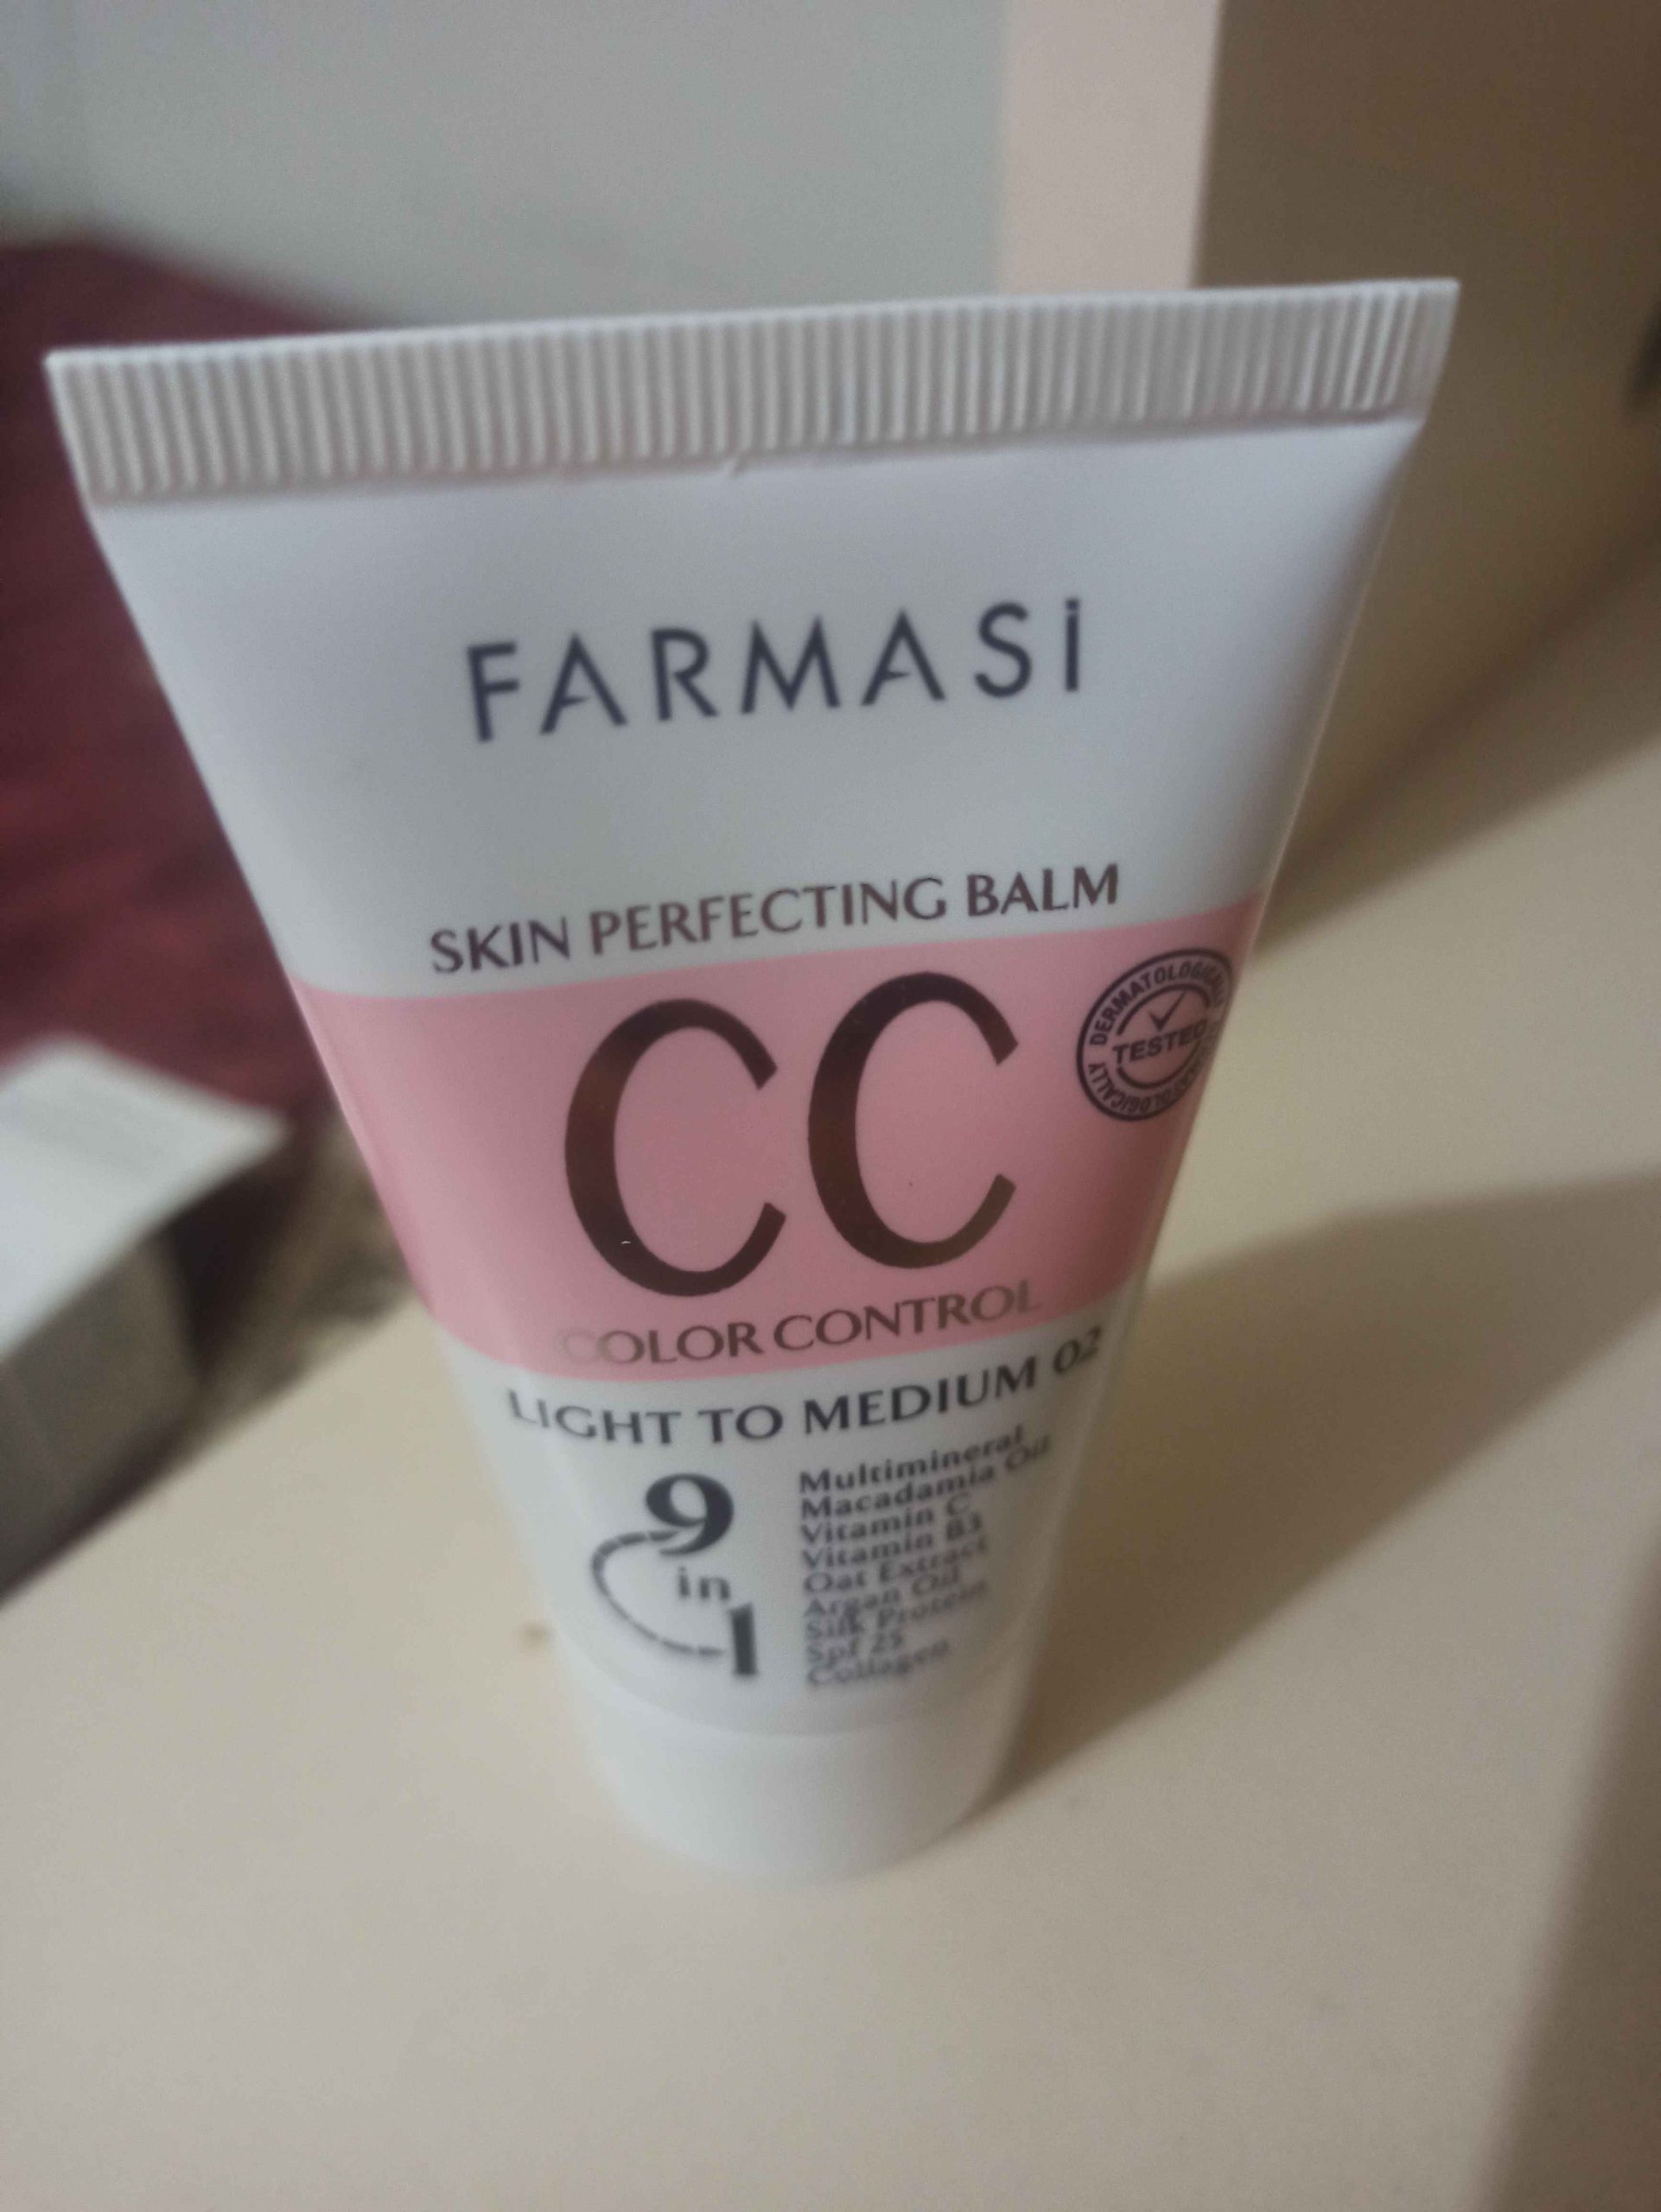 FARMASİ
SKIN PERFECTING BALM
CC
DERMATOLOGICALLY
TESTED
DERMATOLOGICALLY
COLOR CONTROL
LIGHT TO MEDIUM 02
9
in
1
Multimineral
Macadamia Oil
Vitamin C
Vitamin B3
Oat Extract
Argan Oil
Silk Protein
Spf 25
Collagen